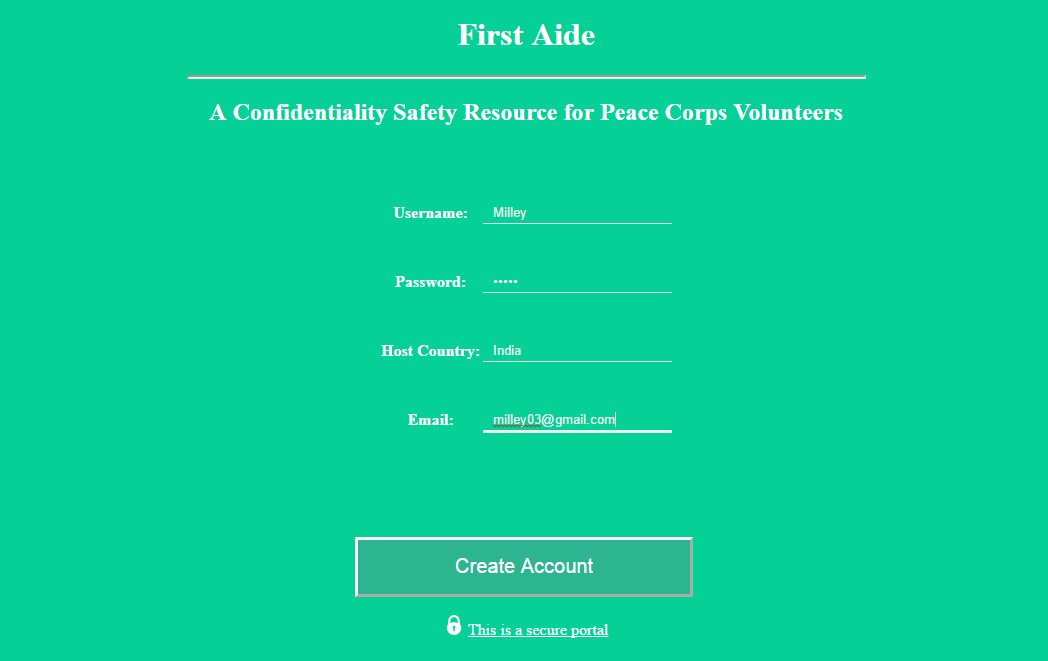 First Aide
A Confidentiality Safety Resource for Peace Corps Volunteers
Username: Milley
Password: •••••
Host Country: India
Email: milley03@gmail.com
Create Account
This is a secure portal